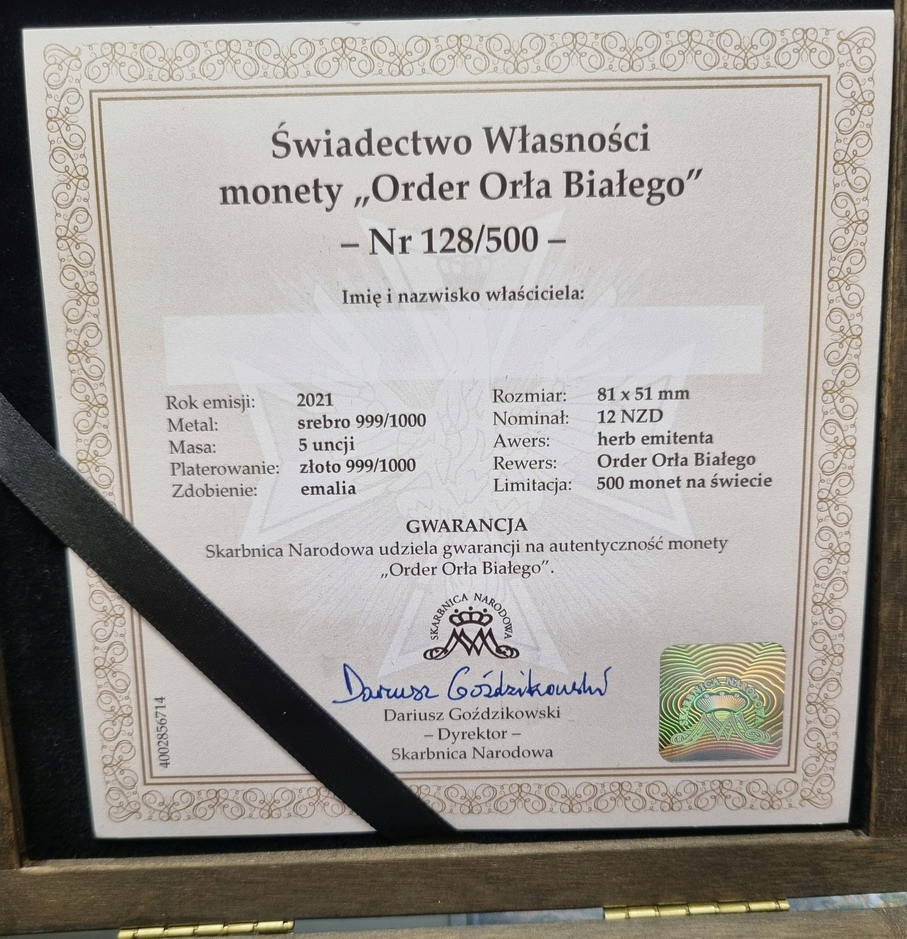 Świadectwo Własności
monety „Order Orła Białego”
– Nr 128/500 –
Imię i nazwisko właściciela:
Rok emisji: 2021
Metal: srebro 999/1000
Masa: 5 uncji
Platerowanie: złoto 999/1000
Zdobienie: emalia
Rozmiar: 81 x 51 mm
Nominał: 12 NZD
Awers: herb emitenta
Rewers: Order Orła Białego
Limitacja: 500 monet na świecie
GWARANCJA
Skarbnica Narodowa udziela gwarancji na autentyczność monety
„Order Orła Białego”.
SKARBNICA NARODOWA
Dariusz Goździkowski
Dariusz Goździkowski
– Dyrektor –
Skarbnica Narodowa
4002856714
SKARBNICA NARODOWA